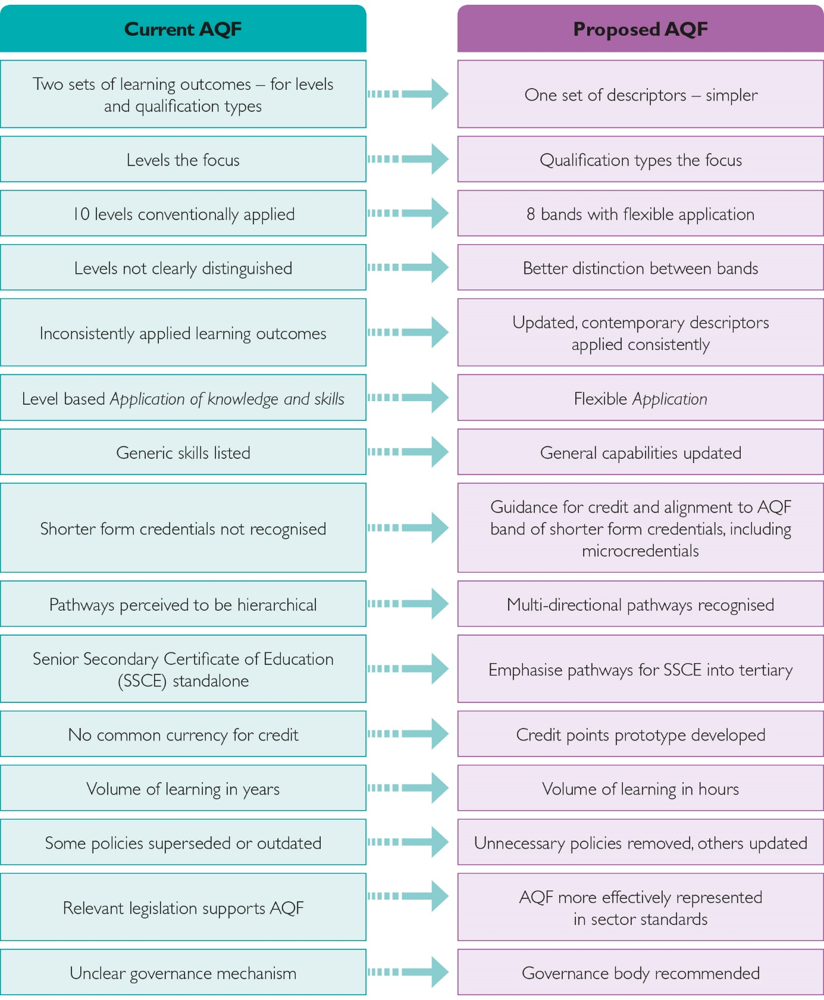 Current AQF
Proposed AQF
Two sets of learning outcomes – for levels
and qualification types
One set of descriptors – simpler
Levels the focus
Qualification types the focus
10 levels conventionally applied
8 bands with flexible application
Levels not clearly distinguished
Better distinction between bands
Inconsistently applied learning outcomes
Updated, contemporary descriptors
applied consistently
Level based Application of knowledge and skills
Flexible Application
Generic skills listed
General capabilities updated
Shorter form credentials not recognised
Guidance for credit and alignment to AQF
band of shorter form credentials, including
microcredentials
Pathways perceived to be hierarchical
Multi-directional pathways recognised
Senior Secondary Certificate of Education
(SSCE) standalone
Emphasise pathways for SSCE into tertiary
No common currency for credit
Credit points prototype developed
Volume of learning in years
Volume of learning in hours
Some policies superseded or outdated
Unnecessary policies removed, others updated
Relevant legislation supports AQF
AQF more effectively represented
in sector standards
Unclear governance mechanism
Governance body recommended